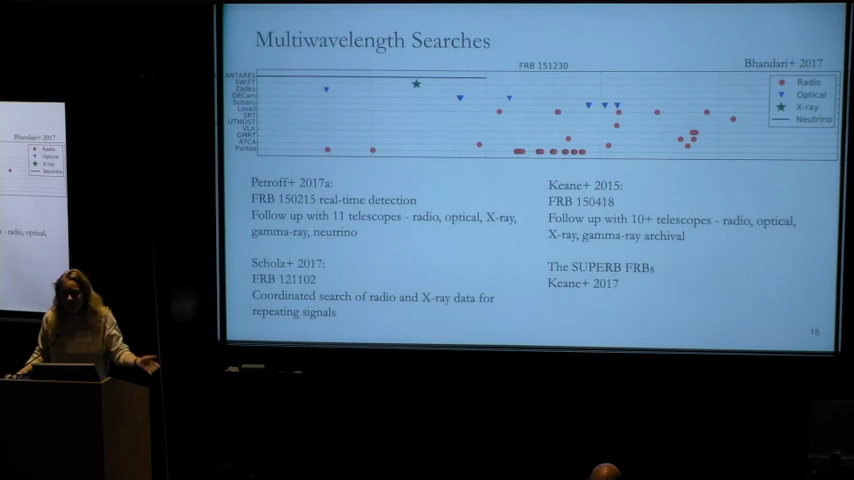 Multiwavelength Searches
FRB 151230
Bhandari+ 2017
ANTARES
SWIFT
Zadko
DECam
Subaru
Lovell
SRT
UTMOST
VLA
GMRT
ATCA
Parkes
Radio
Optical
X-ray
Neutrino
Petroff+ 2017a:
FRB 150215 real-time detection
Follow up with 11 telescopes - radio, optical, X-ray,
gamma-ray, neutrino
Scholz+ 2017:
FRB 121102
Coordinated search of radio and X-ray data for
repeating signals
Keane+ 2015:
FRB 150418
Follow up with 10+ telescopes - radio, optical,
X-ray, gamma-ray archival
The SUPERB FRBs
Keane+ 2017
15
Bhandari+ 2017
Radio
Optical
X-ray
Neutrino
s - radio, optical,